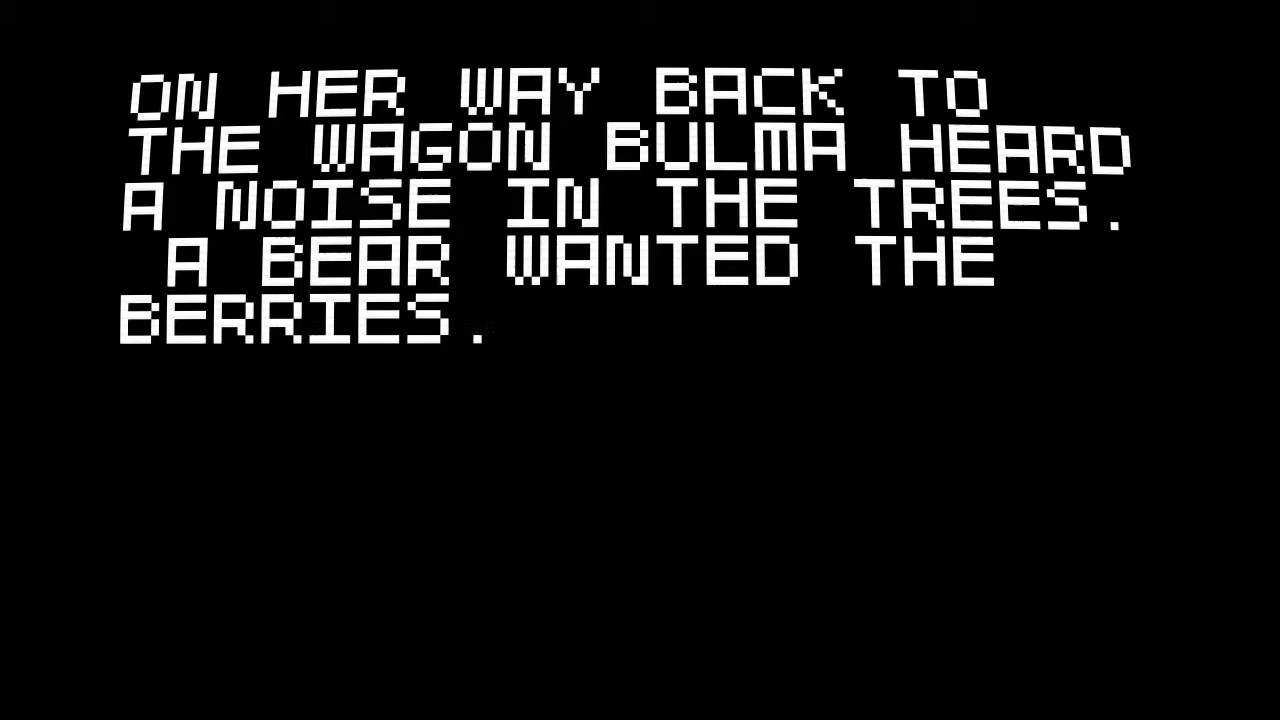 ON HER WAY BACK TO
THE WAGON BULMA HEARD
A NOISE IN THE TREES.
A BEAR WANTED THE
BERRIES.